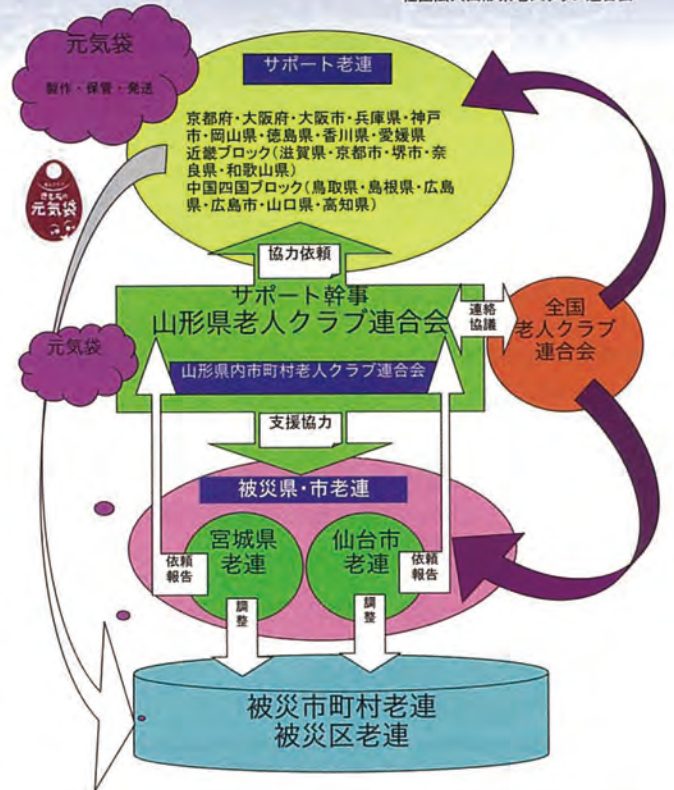 元気袋
製作・保管・発送
サポート老連
京都府・大阪府・大阪市・兵庫県・神戸
市・岡山県・徳島県・香川県・愛媛県
近畿ブロック(滋賀県・京都市・堺市・奈
良県・和歌山県)
中国四国ブロック(鳥取県・島根県・広島
県・広島市・山口県・高知県)
元気袋
協力依頼
サポート幹事
山形県老人クラブ連合会
連絡
協議
全国
老人クラブ
連合会
元気袋
山形県内市町村老人クラブ連合会
支援協力
被災県・市老連
宮城県
老連
仙台市
老連
依頼
報告
依頼
報告
調整
調整
被災市町村老連
被災区老連